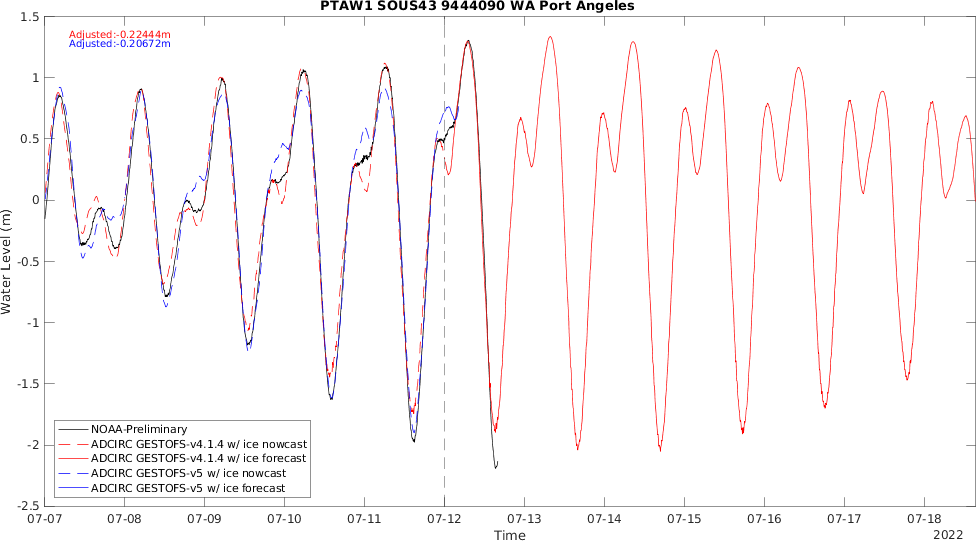 PTAW1 SOUS43 9444090 WA Port Angeles
Adjusted:-0.22444m
Adjusted:-0.20672m
Water Level (m)
1.5
1
0.5
0
-0.5
-1
-1.5
-2
-2.5
NOAA-Preliminary
ADCIRC GESTOFS-v4.1.4 w/ ice nowcast
ADCIRC GESTOFS-v4.1.4 w/ ice forecast
ADCIRC GESTOFS-v5 w/ ice nowcast
ADCIRC GESTOFS-v5 w/ ice forecast
07-07 07-08 07-09 07-10 07-11 07-12 07-13 07-14 07-15 07-16 07-17 07-18
Time
2022